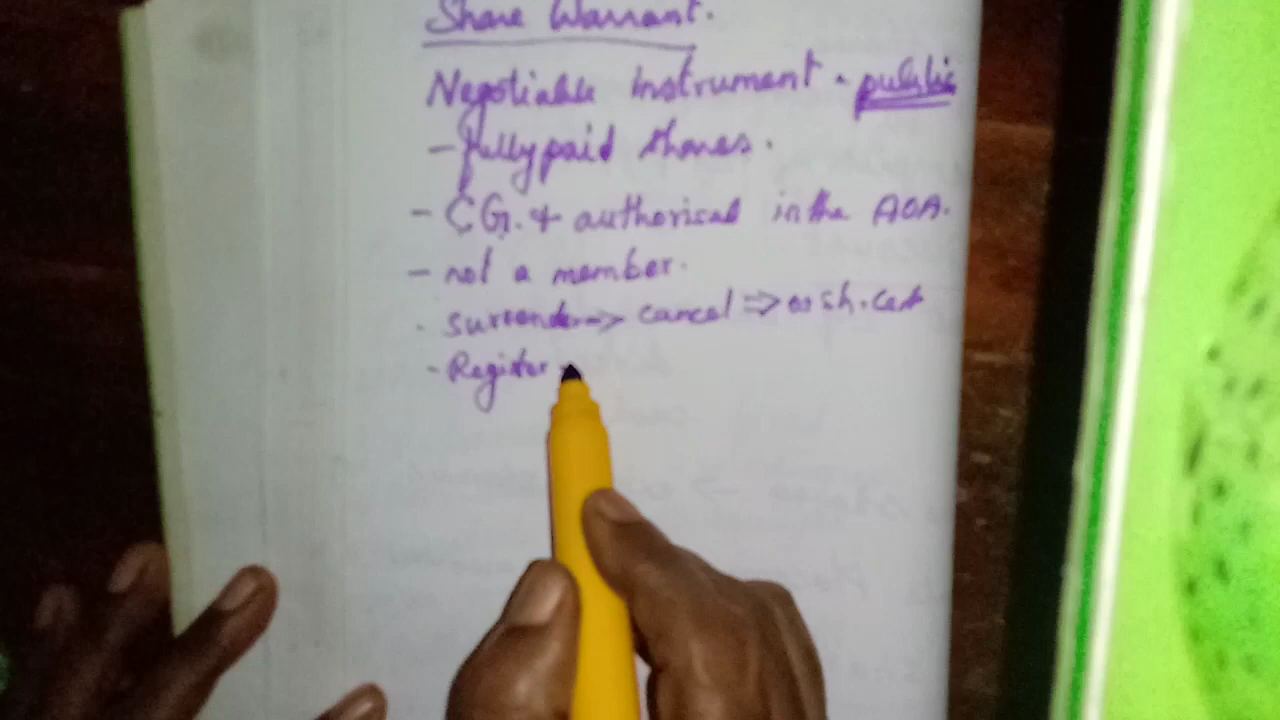 Share Warrant.
Negotiable Instrument - public
- fully paid shares.
- CG. & authorised in the AOA.
- not a member.
- surrender -> cancel => as sh. cert
- Register